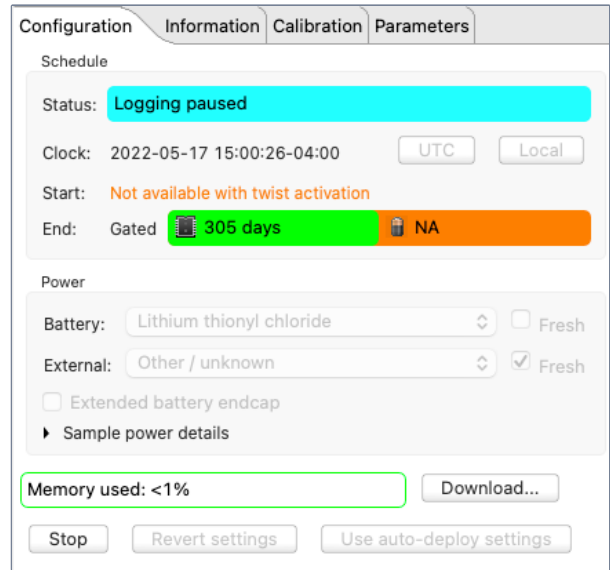 Configuration Information Calibration Parameters
Schedule
Status: Logging paused
Clock: 2022-05-17 15:00:26-04:00 UTC Local
Start: Not available with twist activation
End: Gated 305 days NA
Power
Battery: Lithium thionyl chloride Fresh
External: Other / unknown Fresh
Extended battery endcap
Sample power details
Memory used: <1% Download...
Stop Revert settings Use auto-deploy settings